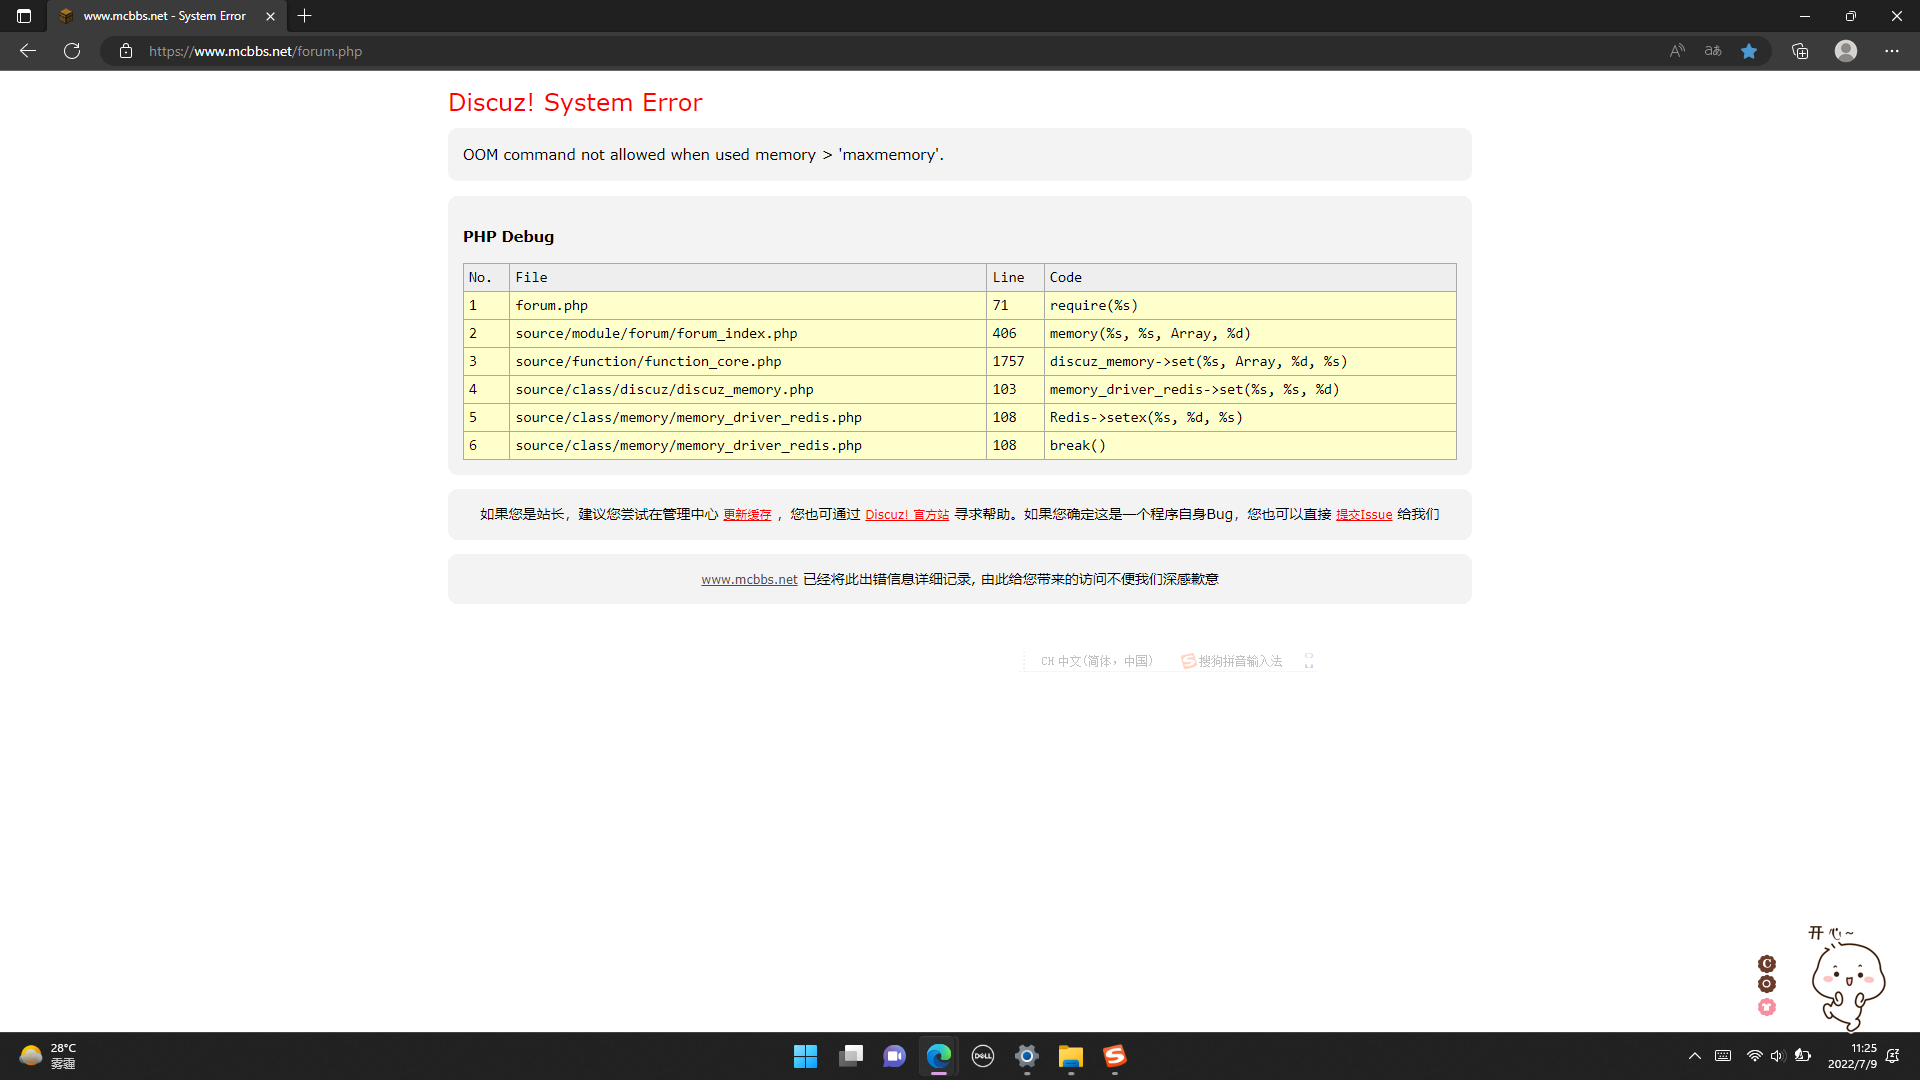 www.mcbbs.net - System Error
https://www.mcbbs.net/forum.php
Discuz! System Error
OOM command not allowed when used memory > 'maxmemory'.
PHP Debug
No. File Line Code
1 forum.php 71 require(%s)
2 source/module/forum/forum_index.php 406 memory(%s, %s, Array, %d)
3 source/function/function_core.php 1757 discuz_memory->set(%s, Array, %d, %s)
4 source/class/discuz/discuz_memory.php 103 memory_driver_redis->set(%s, %s, %d)
5 source/class/memory/memory_driver_redis.php 108 Redis->setex(%s, %d, %s)
6 source/class/memory/memory_driver_redis.php 108 break()
如果您是站长，建议您尝试在管理中心 更新缓存 ，您也可通过 Discuz! 官方站 寻求帮助。如果您确定这是一个程序自身Bug，您也可以直接 提交Issue 给我们
www.mcbbs.net 已经将此出错信息详细记录, 由此给您带来的访问不便我们深感歉意
CH 中文(简体，中国) 搜狗拼音输入法
开心~
28°C
雾霾
DELL
11:25
2022/7/9